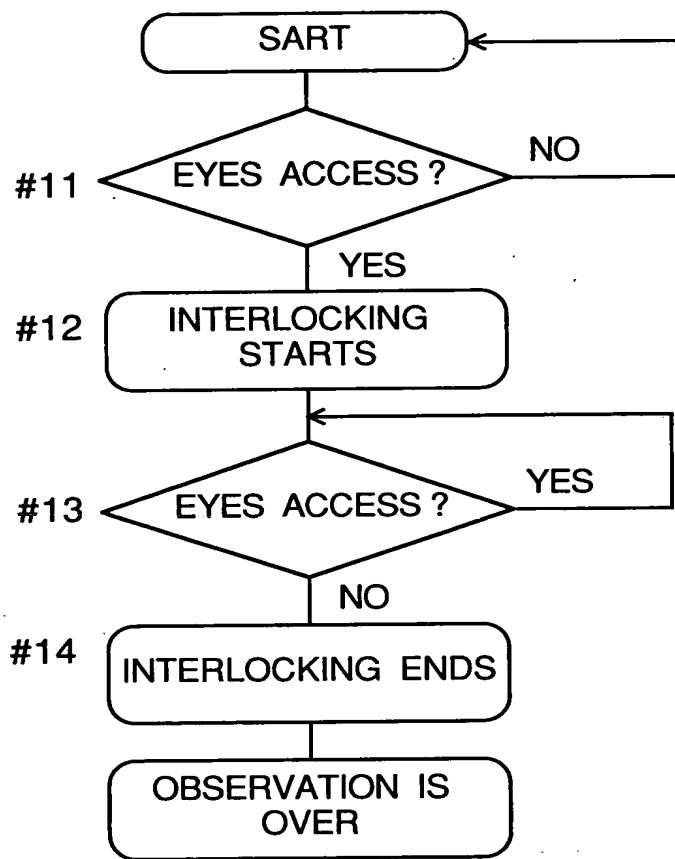 SART
#11
EYES ACCESS ?
NO
YES
#12
INTERLOCKING
STARTS
#13
EYES ACCESS ?
YES
NO
#14
INTERLOCKING ENDS
OBSERVATION IS
OVER